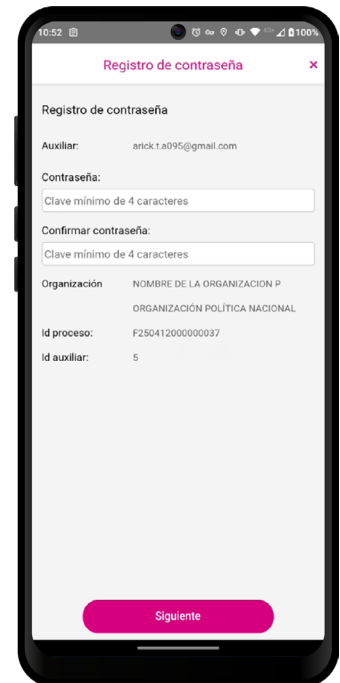 10:52 100%
Registro de contraseña ×
Registro de contraseña
Auxiliar: arick.t.a095@gmail.com
Contraseña:
Clave mínimo de 4 caracteres
Confirmar contraseña:
Clave mínimo de 4 caracteres
Organización NOMBRE DE LA ORGANIZACION P
ORGANIZACIÓN POLÍTICA NACIONAL
Id proceso: F250412000000037
Id auxiliar: 5
Siguiente